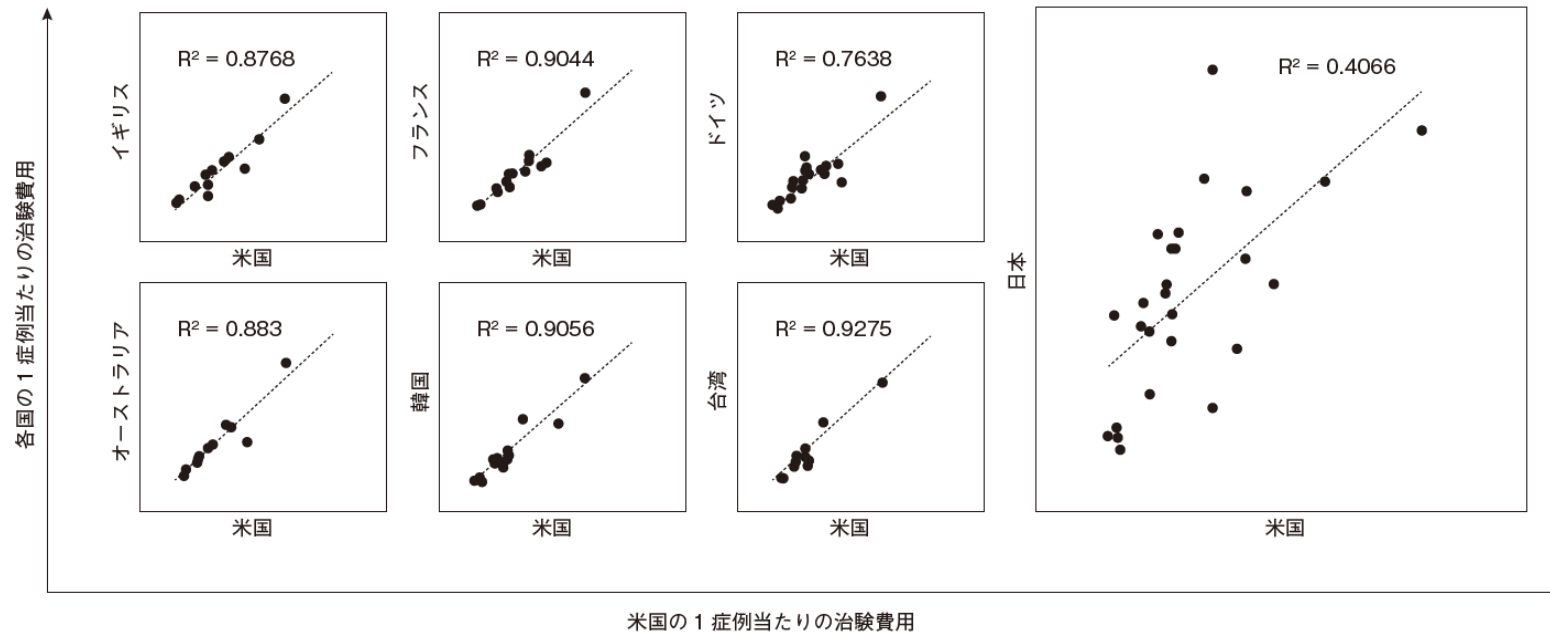 各国の1症例当たりの治験費用
イギリス
R² = 0.8768
米国
フランス
R² = 0.9044
米国
ドイツ
R² = 0.7638
米国
オーストラリア
R² = 0.883
米国
韓国
R² = 0.9056
米国
台湾
R² = 0.9275
米国
日本
R² = 0.4066
米国
米国の1症例当たりの治験費用